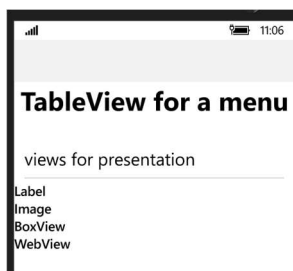 11:06
TableView for a menu
views for presentation
Label
Image
BoxView
WebView